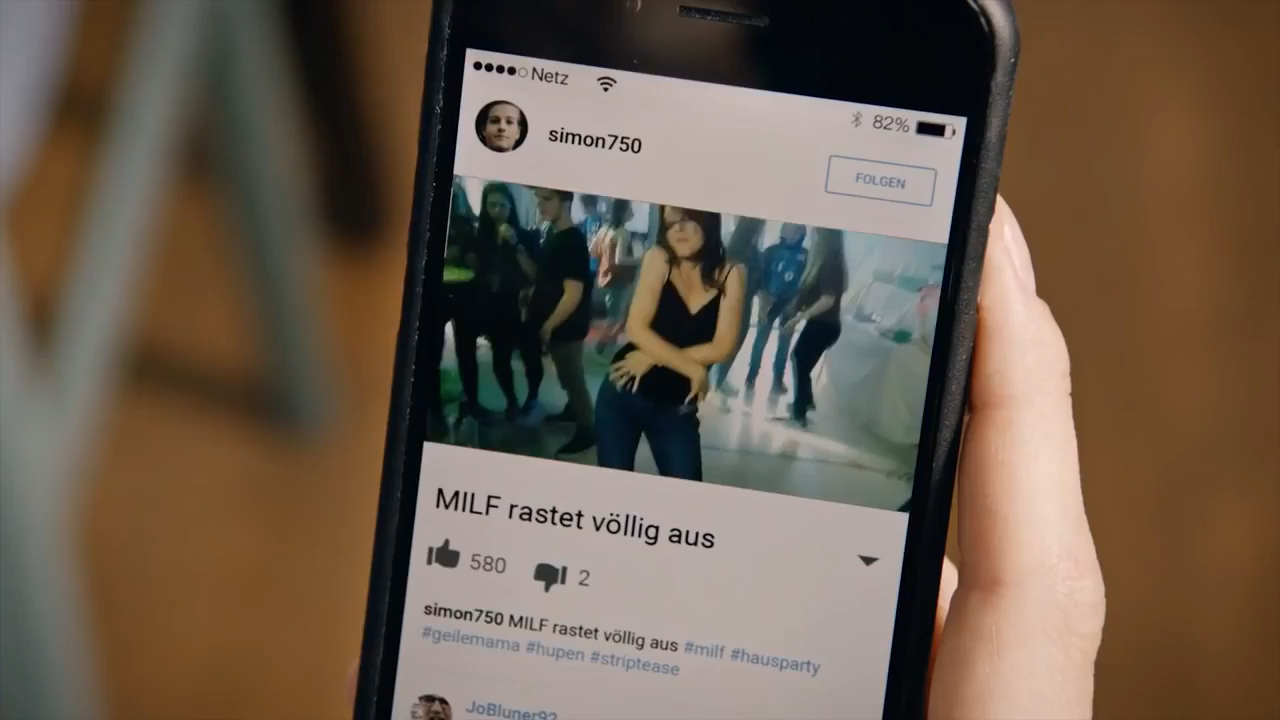 Netz
82%
simon750
FOLGEN
MILF rastet völlig aus
580
2
simon750 MILF rastet völlig aus #milf #hausparty
#geilemama #hupen #striptease
JoBluner92